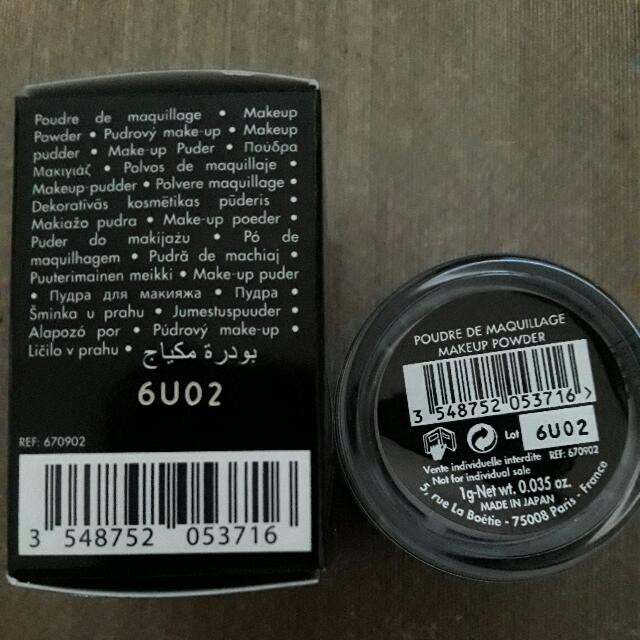 Poudre de maquillage • Makeup
Powder • Pudrový make-up • Makeup
pudder • Make-up Puder • Πούδρα
Μακιγιάζ • Polvos de maquillaje •
Makeup-pudder • Polvere maquillage •
Dekoratīvās kosmētikas pūderis •
Makiažo pudra • Make-up poeder •
Puder do makijażu • Pó de
maquilhagem • Pudră de machiaj •
Puuterimainen meikki • Make-up puder
• Пудра для макияжа • Пудра •
Šminka u prahu • Jumestuspuuder •
Alapozó por • Púdrový make-up •
Ličilo v prahu • بودرة مكياج
6U02
REF: 670902
3 548752 053716
POUDRE DE MAQUILLAGE
MAKEUP POWDER
3 548752 053716 >
Lot 6U02
REF: 670902
Vente individuelle interdite
Not for individual sale
1g-Net wt. 0.035 oz.
MADE IN JAPAN
5, rue La Boétie - 75008 Paris - France